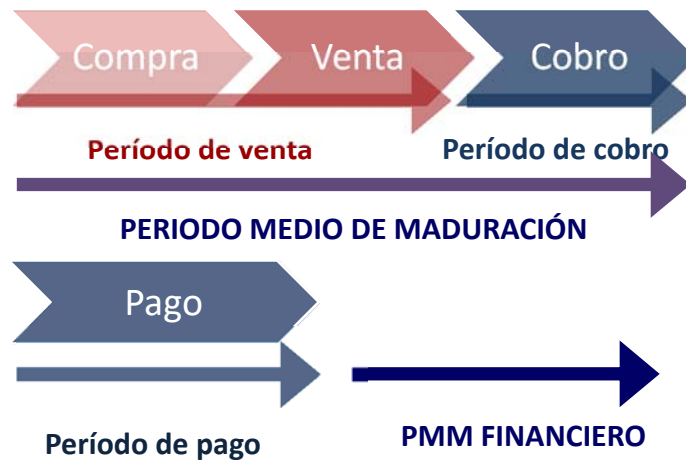 Compra Venta Cobro
Período de venta Período de cobro
PERIODO MEDIO DE MADURACIÓN
Pago
Período de pago PMM FINANCIERO